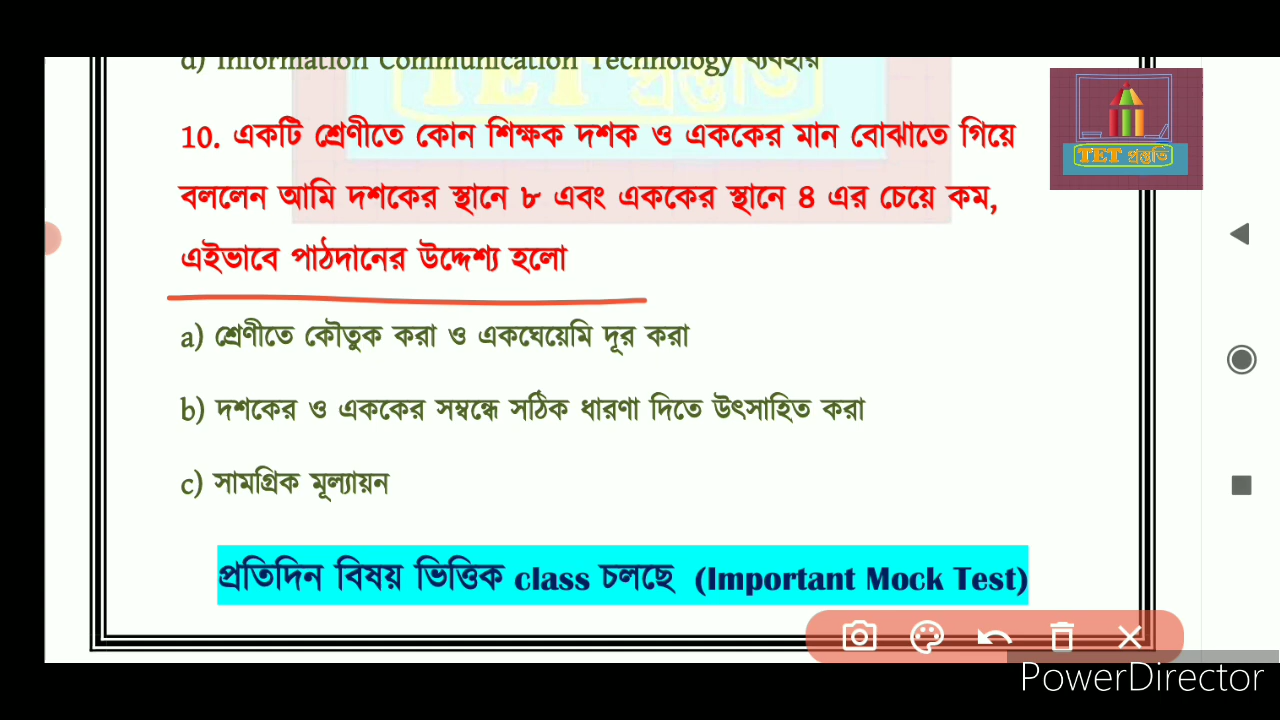 d) Information Communication Technology ব্যবহার
TET প্রস্তুতি
10. একটি শ্রেণীতে কোন শিক্ষক দশক ও এককের মান বোঝাতে গিয়ে
বললেন আমি দশকের স্থানে ৮ এবং এককের স্থানে ৪ এর চেয়ে কম,
এইভাবে পাঠদানের উদ্দেশ্য হলো
TET প্রস্তুতি
a) শ্রেণীতে কৌতুক করা ও একঘেয়েমি দূর করা
b) দশকের ও এককের সম্বন্ধে সঠিক ধারণা দিতে উৎসাহিত করা
c) সামগ্রিক মূল্যায়ন
প্রতিদিন বিষয় ভিত্তিক class চলছে (Important Mock Test)
PowerDirector